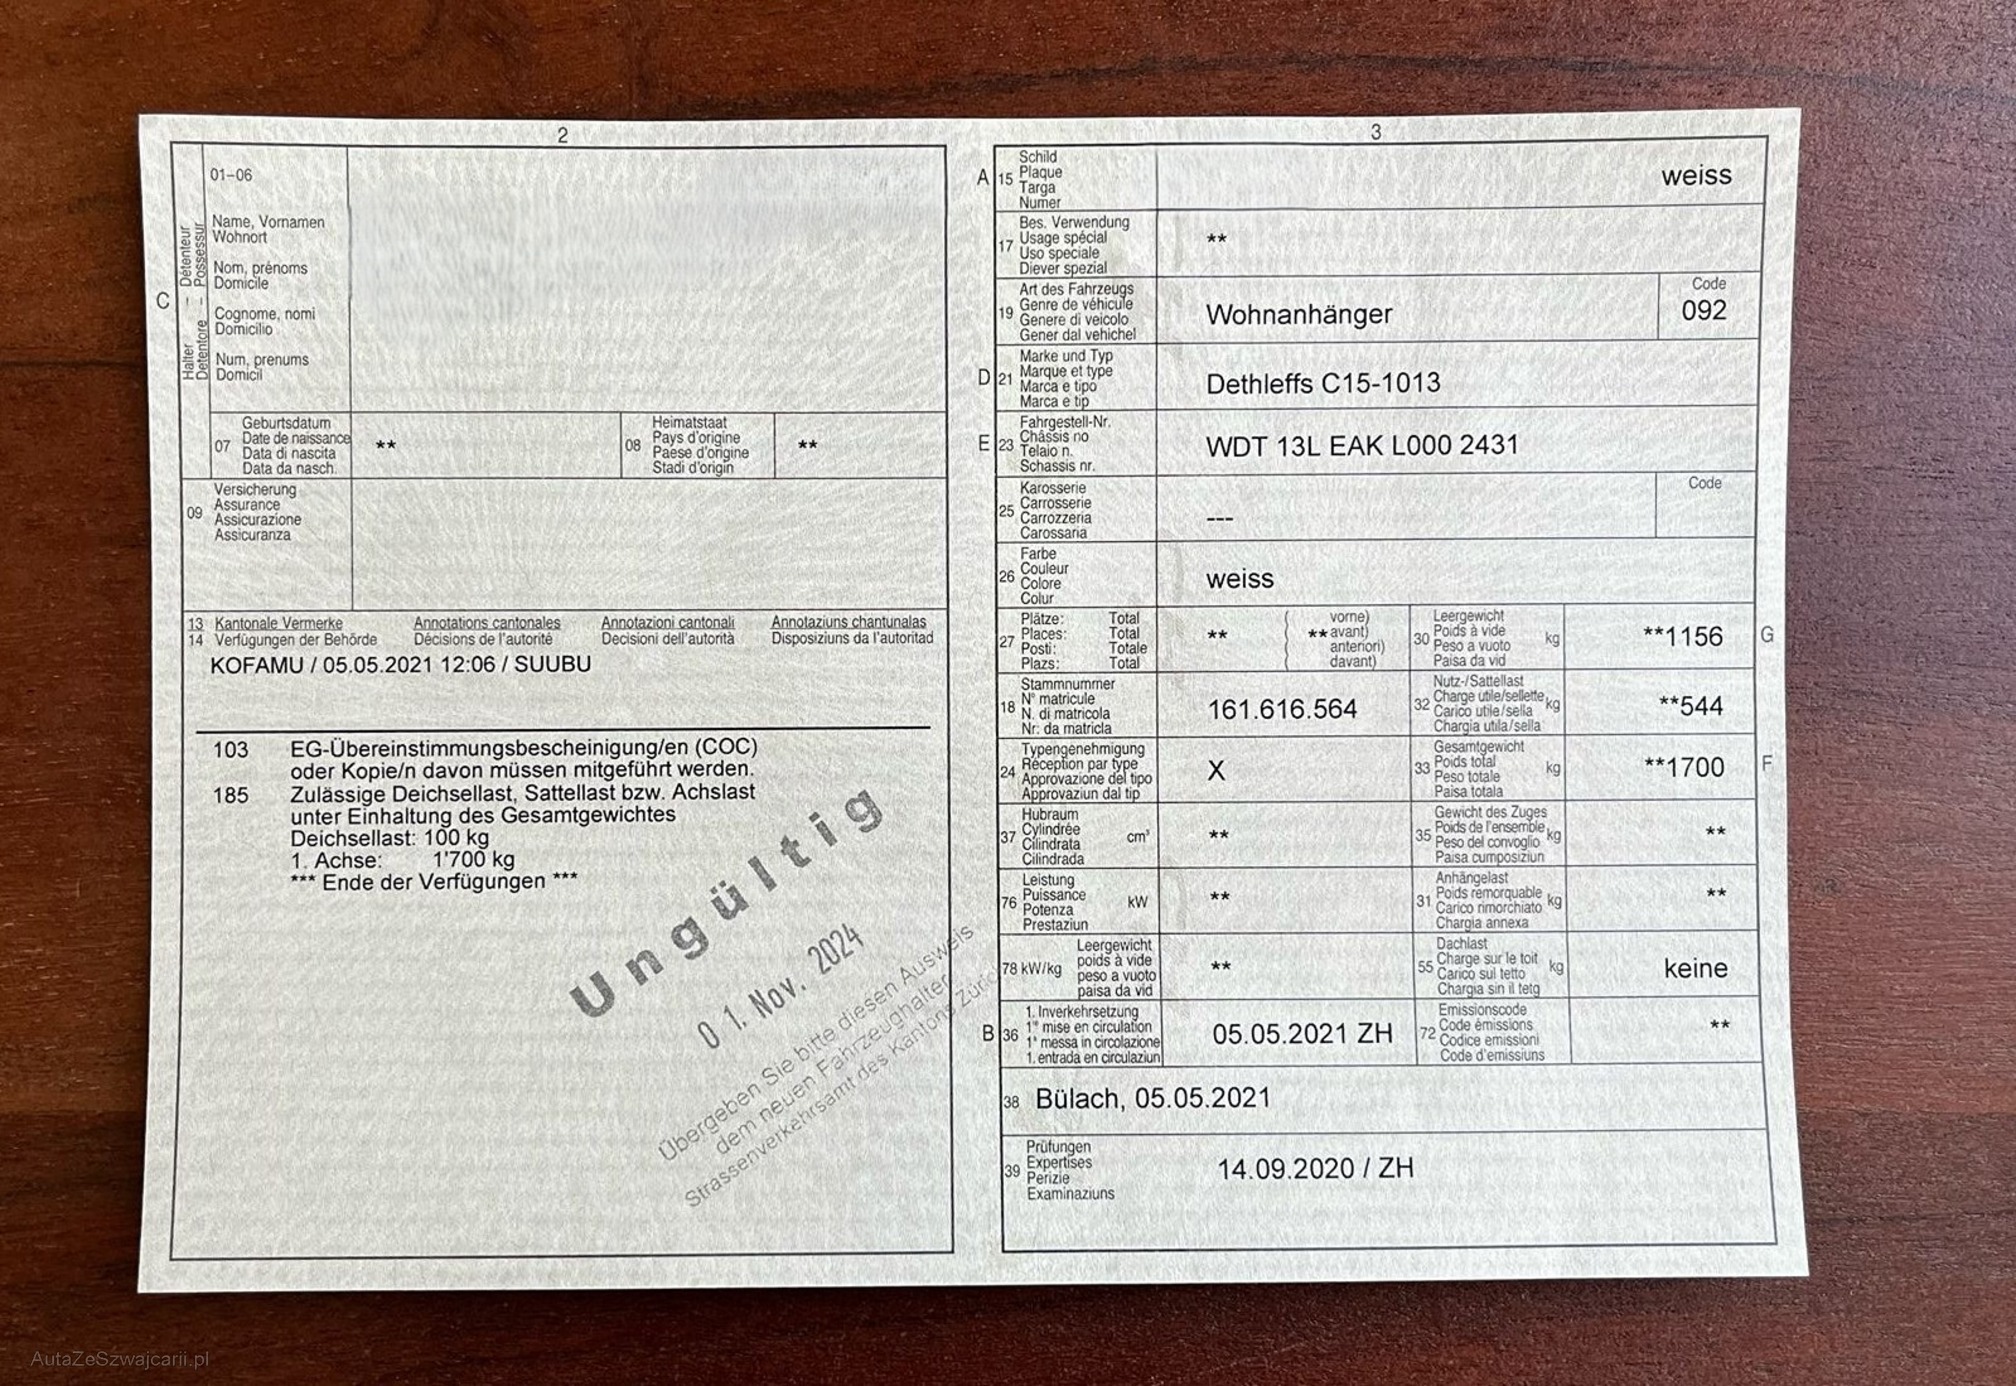 2
01–06
Name, Vornamen
Wohnort
Nom, prénoms
Domicile
Cognome, nomi
Domicilio
Num, prenums
Domicil
C
Halter – Détenteur
Detentore – Possessur
07
Geburtsdatum
Date de naissance
Data di nascita
Data da nasch.
**
08
Heimatstaat
Pays d'origine
Paese d'origine
Stadi d'origin
**
09
Versicherung
Assurance
Assicurazione
Assicuranza
13 Kantonale Vermerke Annotations cantonales Annotazioni cantonali Annotaziuns chantunalas
14 Verfügungen der Behörde Décisions de l'autorité Decisioni dell'autorità Disposiziuns da l'autoritad
KOFAMU / 05.05.2021 12:06 / SUUBU
103 EG-Übereinstimmungsbescheinigung/en (COC)
oder Kopie/n davon müssen mitgeführt werden.
185 Zulässige Deichsellast, Sattellast bzw. Achslast
unter Einhaltung des Gesamtgewichtes
Deichsellast: 100 kg
1. Achse: 1'700 kg
*** Ende der Verfügungen ***
Ungültig
01. Nov. 2024
Übergeben Sie bitte diesen Ausweis
dem neuen Fahrzeughalter
Strassenverkehrsamt des Kantons Zürich
3
A 15
Schild
Plaque
Targa
Numer
weiss
17
Bes. Verwendung
Usage spécial
Uso speciale
Diever spezial
**
19
Art des Fahrzeugs
Genre de véhicule
Genere di veicolo
Gener dal vehichel
Wohnanhänger
Code
092
D 21
Marke und Typ
Marque et type
Marca e tipo
Marca e tip
Dethleffs C15-1013
E 23
Fahrgestell-Nr.
Châssis no
Telaio n.
Schassis nr.
WDT 13L EAK L000 2431
25
Karosserie
Carrosserie
Carrozzeria
Carossaria
---
Code
26
Farbe
Couleur
Colore
Colur
weiss
27
Plätze: Total
Places: Total
Posti: Totale
Plazs: Total
**
( vorne)
( ** avant)
( anteriori)
( davant)
30
Leergewicht
Poids à vide
Peso a vuoto
Paisa da vid
kg
**1156
G
18
Stammnummer
N° matricule
N. di matricola
Nr. da matricla
161.616.564
32
Nutz-/Sattellast
Charge utile/sellette
Carico utile/sella
Chargia utila/sella
kg
**544
24
Typengenehmigung
Réception par type
Approvazione del tipo
Approvaziun dal tip
X
33
Gesamtgewicht
Poids total
Peso totale
Paisa totala
kg
**1700
F
37
Hubraum
Cylindrée
Cilindrata
Cilindrada
cm³
**
35
Gewicht des Zuges
Poids de l'ensemble
Peso del convoglio
Paisa cumposiziun
kg
**
76
Leistung
Puissance
Potenza
Prestaziun
kW
**
31
Anhängelast
Poids remorquable
Carico rimorchiato
Chargia annexa
kg
**
78 kW/kg
Leergewicht
poids à vide
peso a vuoto
paisa da vid
**
55
Dachlast
Charge sur le toit
Carico sul tetto
Chargia sin il tetg
kg
keine
B 36
1. Inverkehrsetzung
1re mise en circulation
1a messa in circolazione
1. entrada en circulaziun
05.05.2021 ZH
72
Emissionscode
Code émissions
Codice emissioni
Code d'emissiuns
**
38 Bülach, 05.05.2021
39
Prüfungen
Expertises
Perizie
Examinaziuns
14.09.2020 / ZH
AutaZeSzwajcarii.pl